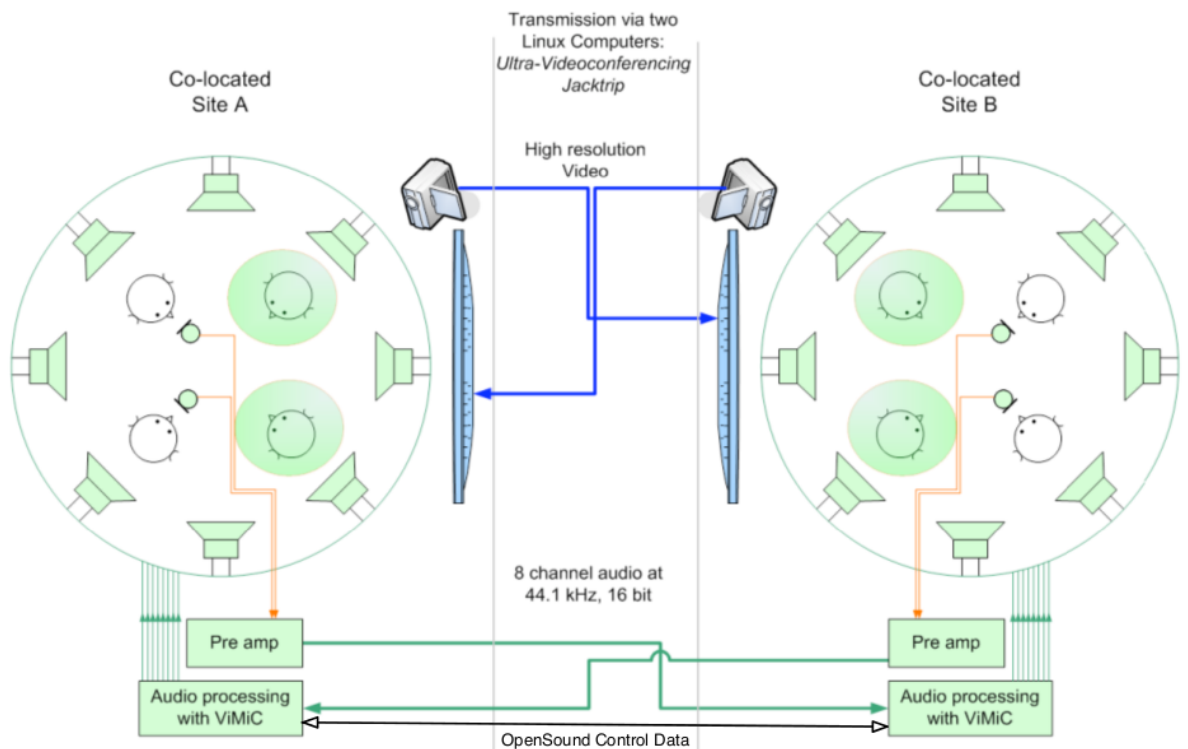 Transmission via two
Linux Computers:
Ultra-Videoconferencing
Jacktrip
Co-located
Site A
Co-located
Site B
High resolution
Video
8 channel audio at
44.1 kHz, 16 bit
Pre amp
Pre amp
Audio processing
with ViMiC
Audio processing
with ViMiC
OpenSound Control Data